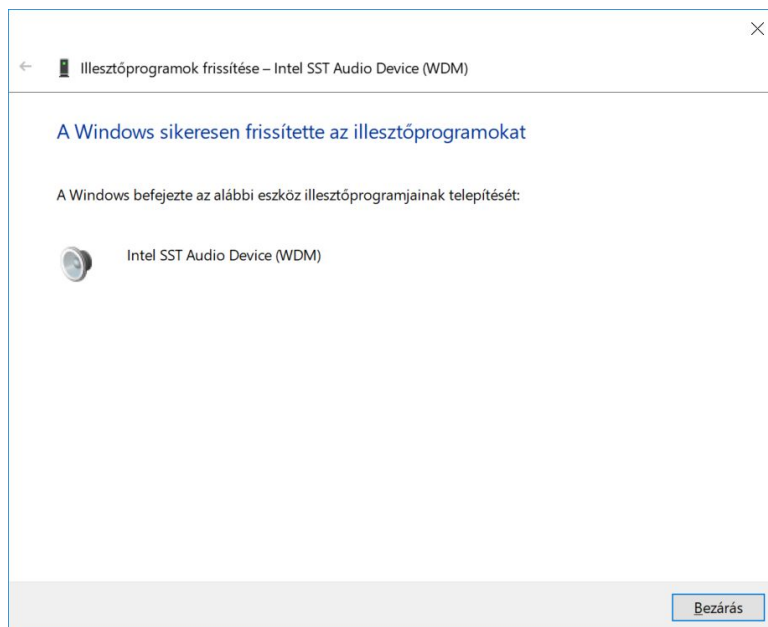 Illesztőprogramok frissítése – Intel SST Audio Device (WDM)
A Windows sikeresen frissítette az illesztőprogramokat
A Windows befejezte az alábbi eszköz illesztőprogramjainak telepítését:
Intel SST Audio Device (WDM)
Bezárás